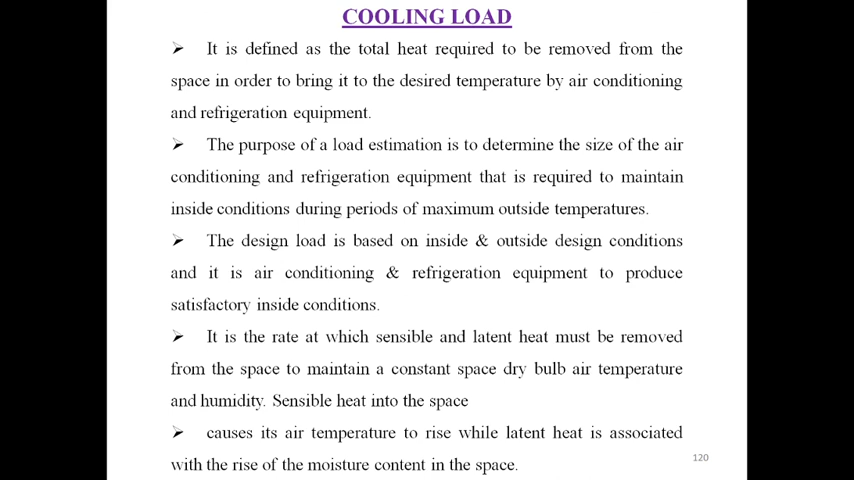 COOLING LOAD
➢ It is defined as the total heat required to be removed from the
space in order to bring it to the desired temperature by air conditioning
and refrigeration equipment.
➢ The purpose of a load estimation is to determine the size of the air
conditioning and refrigeration equipment that is required to maintain
inside conditions during periods of maximum outside temperatures.
➢ The design load is based on inside & outside design conditions
and it is air conditioning & refrigeration equipment to produce
satisfactory inside conditions.
➢ It is the rate at which sensible and latent heat must be removed
from the space to maintain a constant space dry bulb air temperature
and humidity. Sensible heat into the space
➢ causes its air temperature to rise while latent heat is associated
with the rise of the moisture content in the space.
120